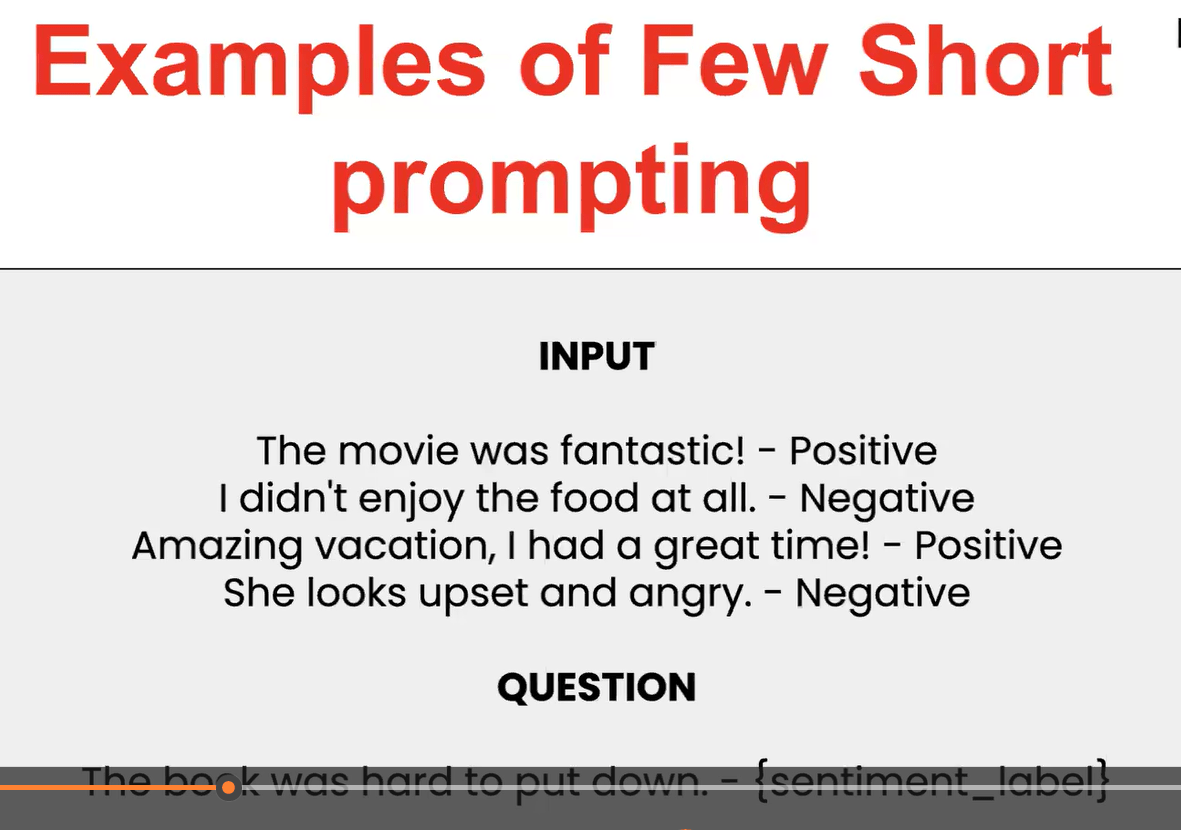 Examples of Few Short
prompting
INPUT
The movie was fantastic! - Positive
I didn't enjoy the food at all. - Negative
Amazing vacation, I had a great time! - Positive
She looks upset and angry. - Negative
QUESTION
The book was hard to put down. - {sentiment_label}